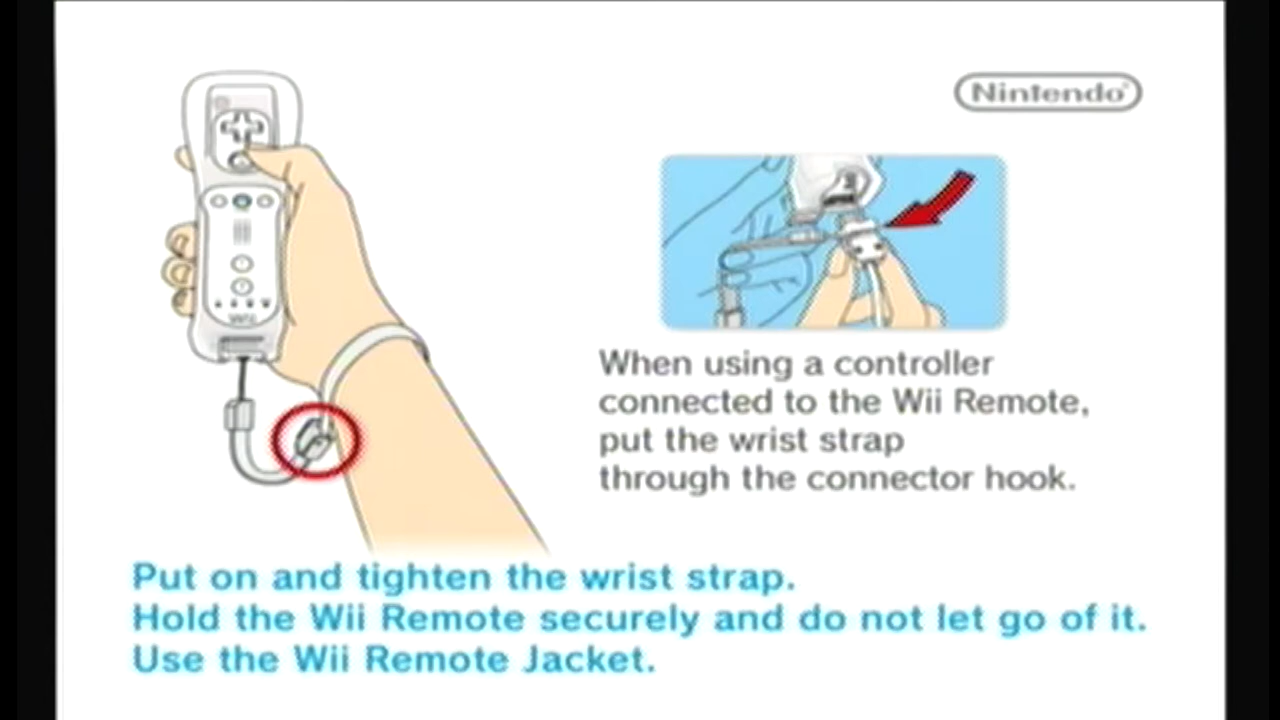 Nintendo
Wii
When using a controller
connected to the Wii Remote,
put the wrist strap
through the connector hook.
Put on and tighten the wrist strap.
Hold the Wii Remote securely and do not let go of it.
Use the Wii Remote Jacket.